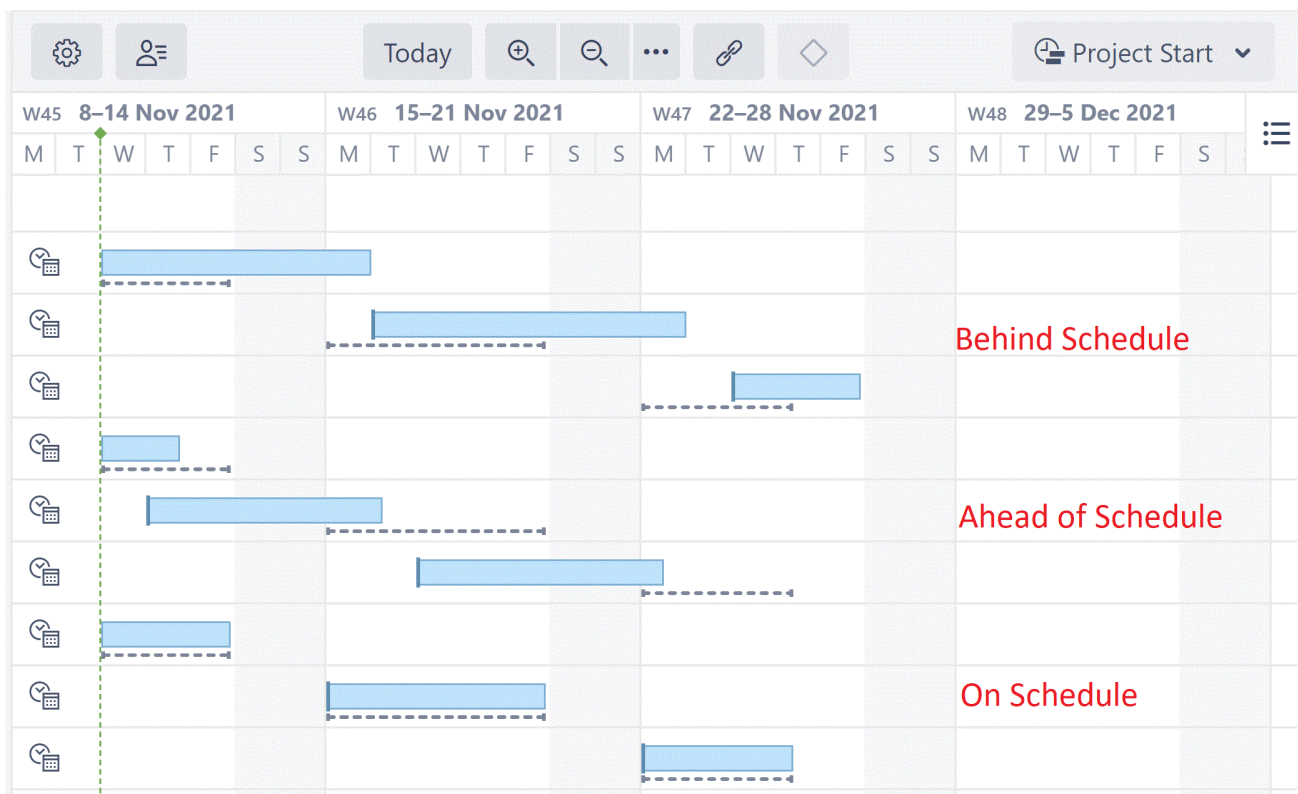 Today
Project Start
W45 8–14 Nov 2021 W46 15–21 Nov 2021 W47 22–28 Nov 2021 W48 29–5 Dec 2021
M T W T F S S M T W T F S S M T W T F S S M T W T F S
Behind Schedule
Ahead of Schedule
On Schedule